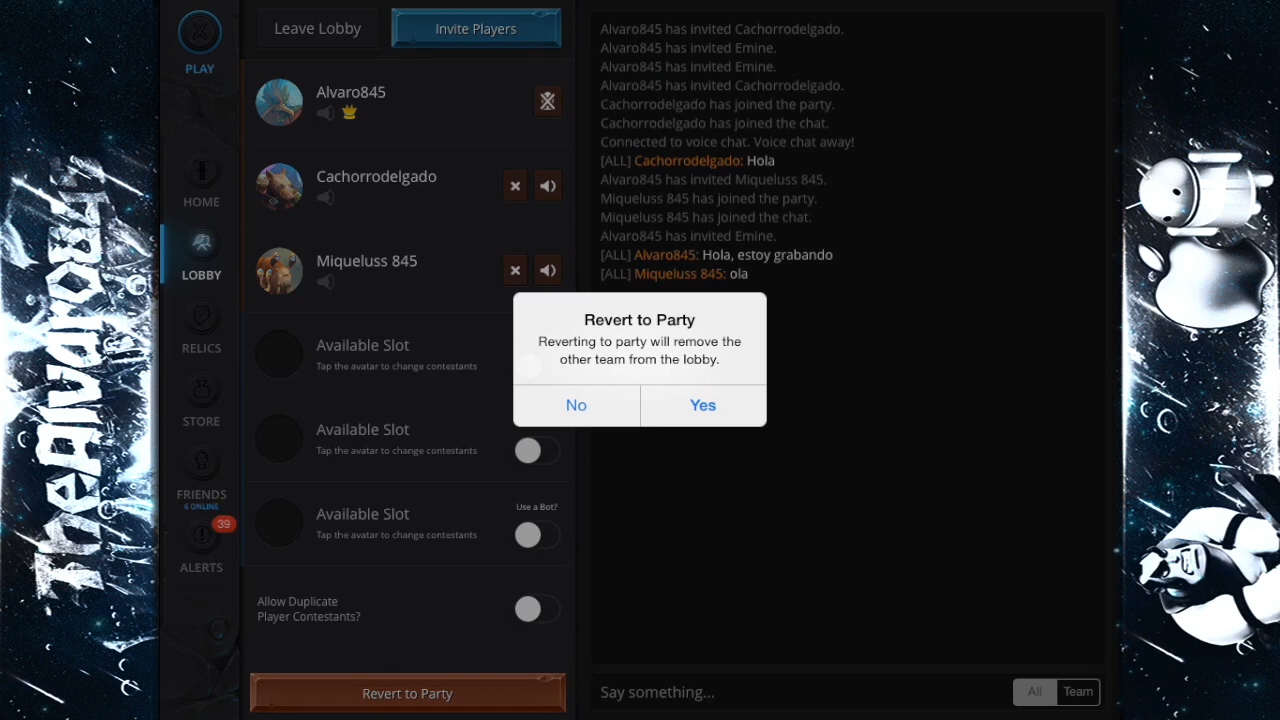 TheAlvaro845
PLAY
HOME
LOBBY
RELICS
STORE
FRIENDS
6 ONLINE
39
ALERTS
Leave Lobby
Invite Players
Alvaro845
Cachorrodelgado
Miqueluss 845
Available Slot
Tap the avatar to change contestants
Available Slot
Tap the avatar to change contestants
Available Slot
Tap the avatar to change contestants
Use a Bot?
Allow Duplicate
Player Contestants?
Revert to Party
Alvaro845 has invited Cachorrodelgado.
Alvaro845 has invited Emine.
Alvaro845 has invited Emine.
Alvaro845 has invited Cachorrodelgado.
Cachorrodelgado has joined the party.
Cachorrodelgado has joined the chat.
Connected to voice chat. Voice chat away!
[ALL] Cachorrodelgado: Hola
Alvaro845 has invited Miqueluss 845.
Miqueluss 845 has joined the party.
Miqueluss 845 has joined the chat.
Alvaro845 has invited Emine.
[ALL] Alvaro845: Hola, estoy grabando
[ALL] Miqueluss 845: ola
Revert to Party
Reverting to party will remove the
other team from the lobby.
No
Yes
Say something...
All
Team